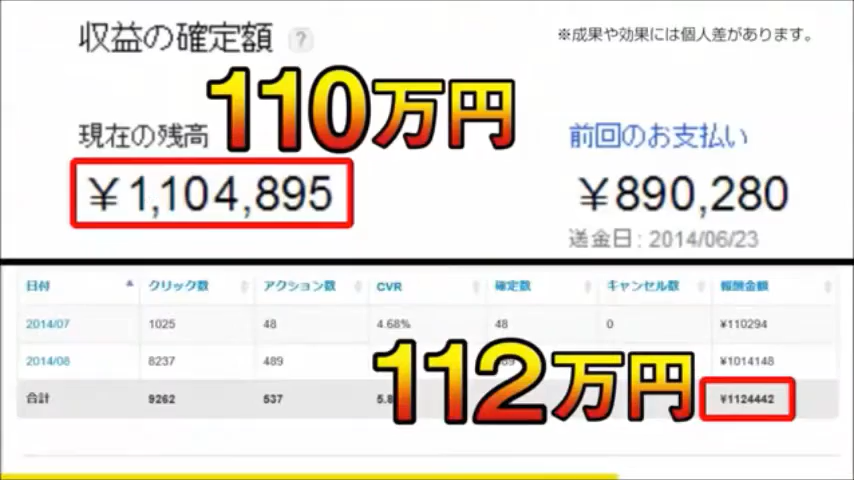 収益の確定額 ?
※成果や効果には個人差があります。
110万円
現在の残高
前回のお支払い
¥1,104,895
¥890,280
送金日: 2014/06/23
日付 クリック数 アクション数 CVR 確定数 キャンセル数 報酬金額
2014/07 1025 48 4.68% 48 0 ¥110294
2014/08 8237 489 ¥1014148
112万円
合計 9262 537 5.8 ¥1124442